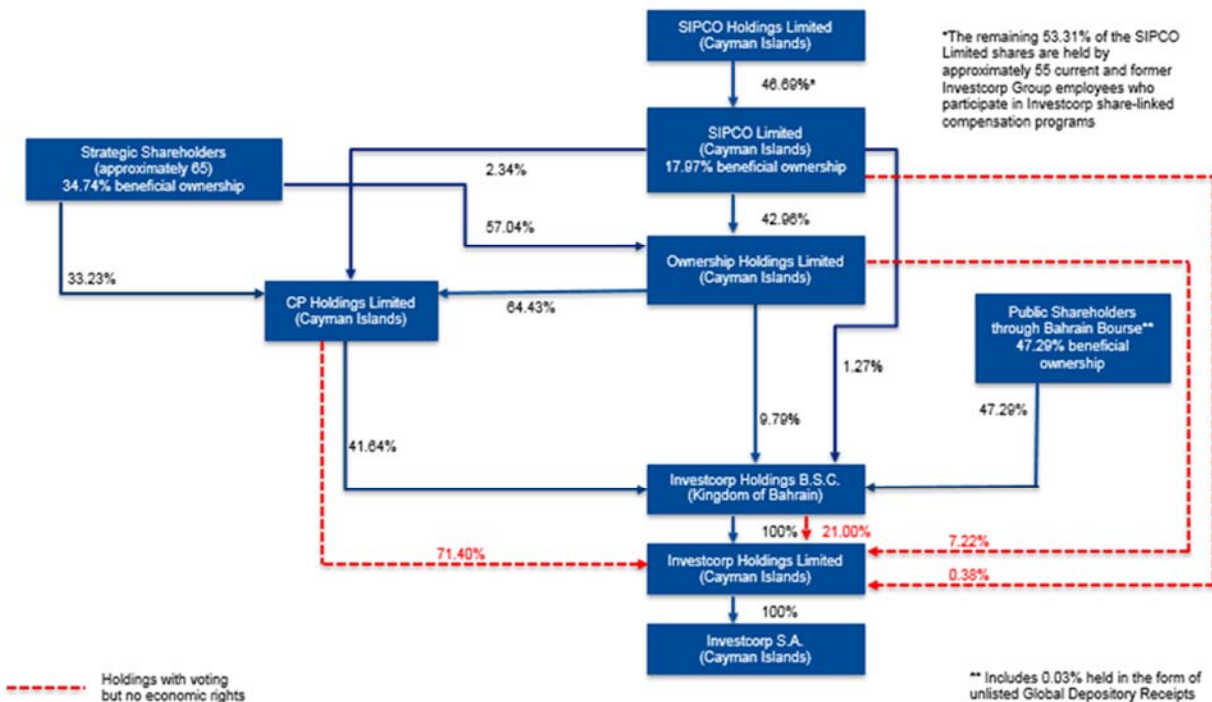 SIPCO Holdings Limited
(Cayman Islands)
*The remaining 53.31% of the SIPCO
Limited shares are held by
approximately 55 current and former
Investcorp Group employees who
participate in Investcorp share-linked
compensation programs
46.69%*
Strategic Shareholders
(approximately 65)
34.74% beneficial ownership
SIPCO Limited
(Cayman Islands)
17.97% beneficial ownership
2.34%
42.96%
57.04%
33.23%
Ownership Holdings Limited
(Cayman Islands)
CP Holdings Limited
(Cayman Islands)
64.43%
Public Shareholders
through Bahrain Bourse**
47.29% beneficial
ownership
1.27%
9.79%
47.29%
41.64%
Investcorp Holdings B.S.C.
(Kingdom of Bahrain)
100%
21.00%
7.22%
71.40%
Investcorp Holdings Limited
(Cayman Islands)
0.38%
100%
Investcorp S.A.
(Cayman Islands)
Holdings with voting
but no economic rights
** Includes 0.03% held in the form of
unlisted Global Depository Receipts